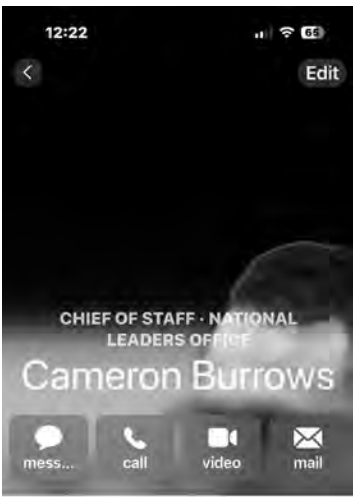 12:22
65
Edit
CHIEF OF STAFF · NATIONAL
LEADERS OFFICE
Cameron Burrows
mess...
call
video
mail